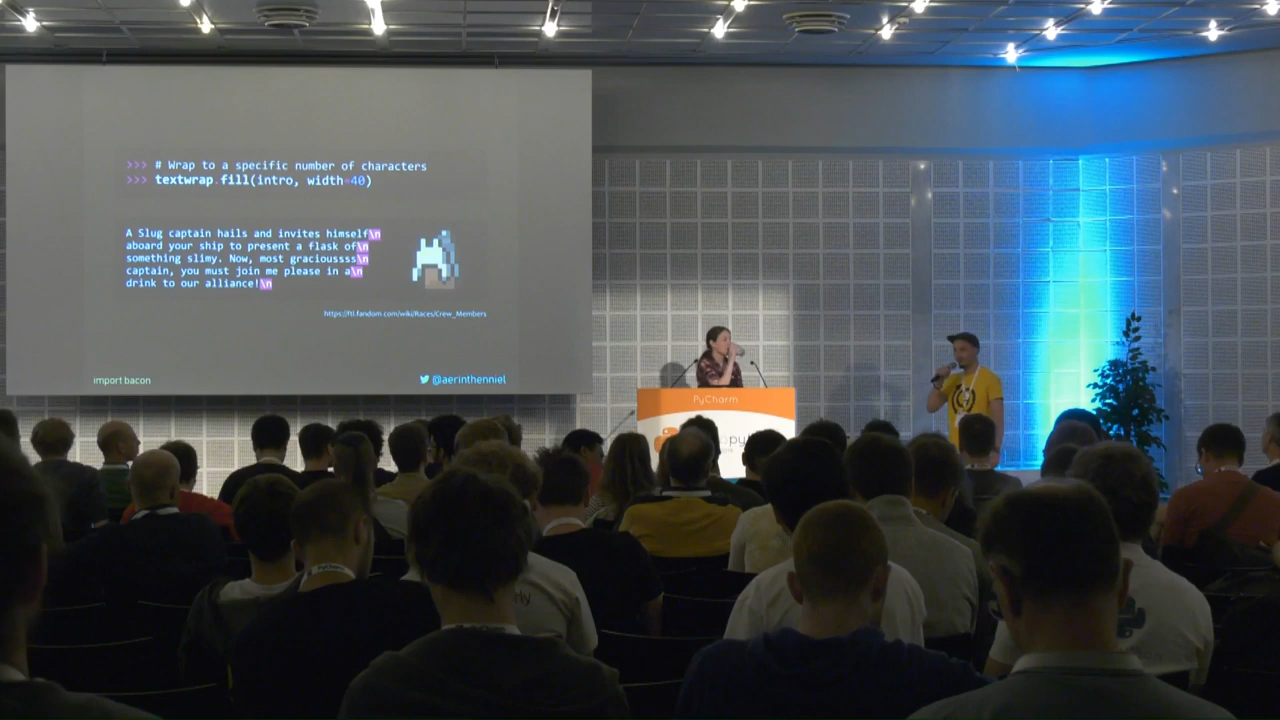 >>> # Wrap to a specific number of characters
>>> textwrap.fill(intro, width=40)
A Slug captain hails and invites himself\n
aboard your ship to present a flask of\n
something slimy. Now, most gracioussss\n
captain, you must join me please in a\n
drink to our alliance!\n
https://ftl.fandom.com/wiki/Races/Crew_Members
import bacon
@aerinthenniel
PyCharm
PyCharm